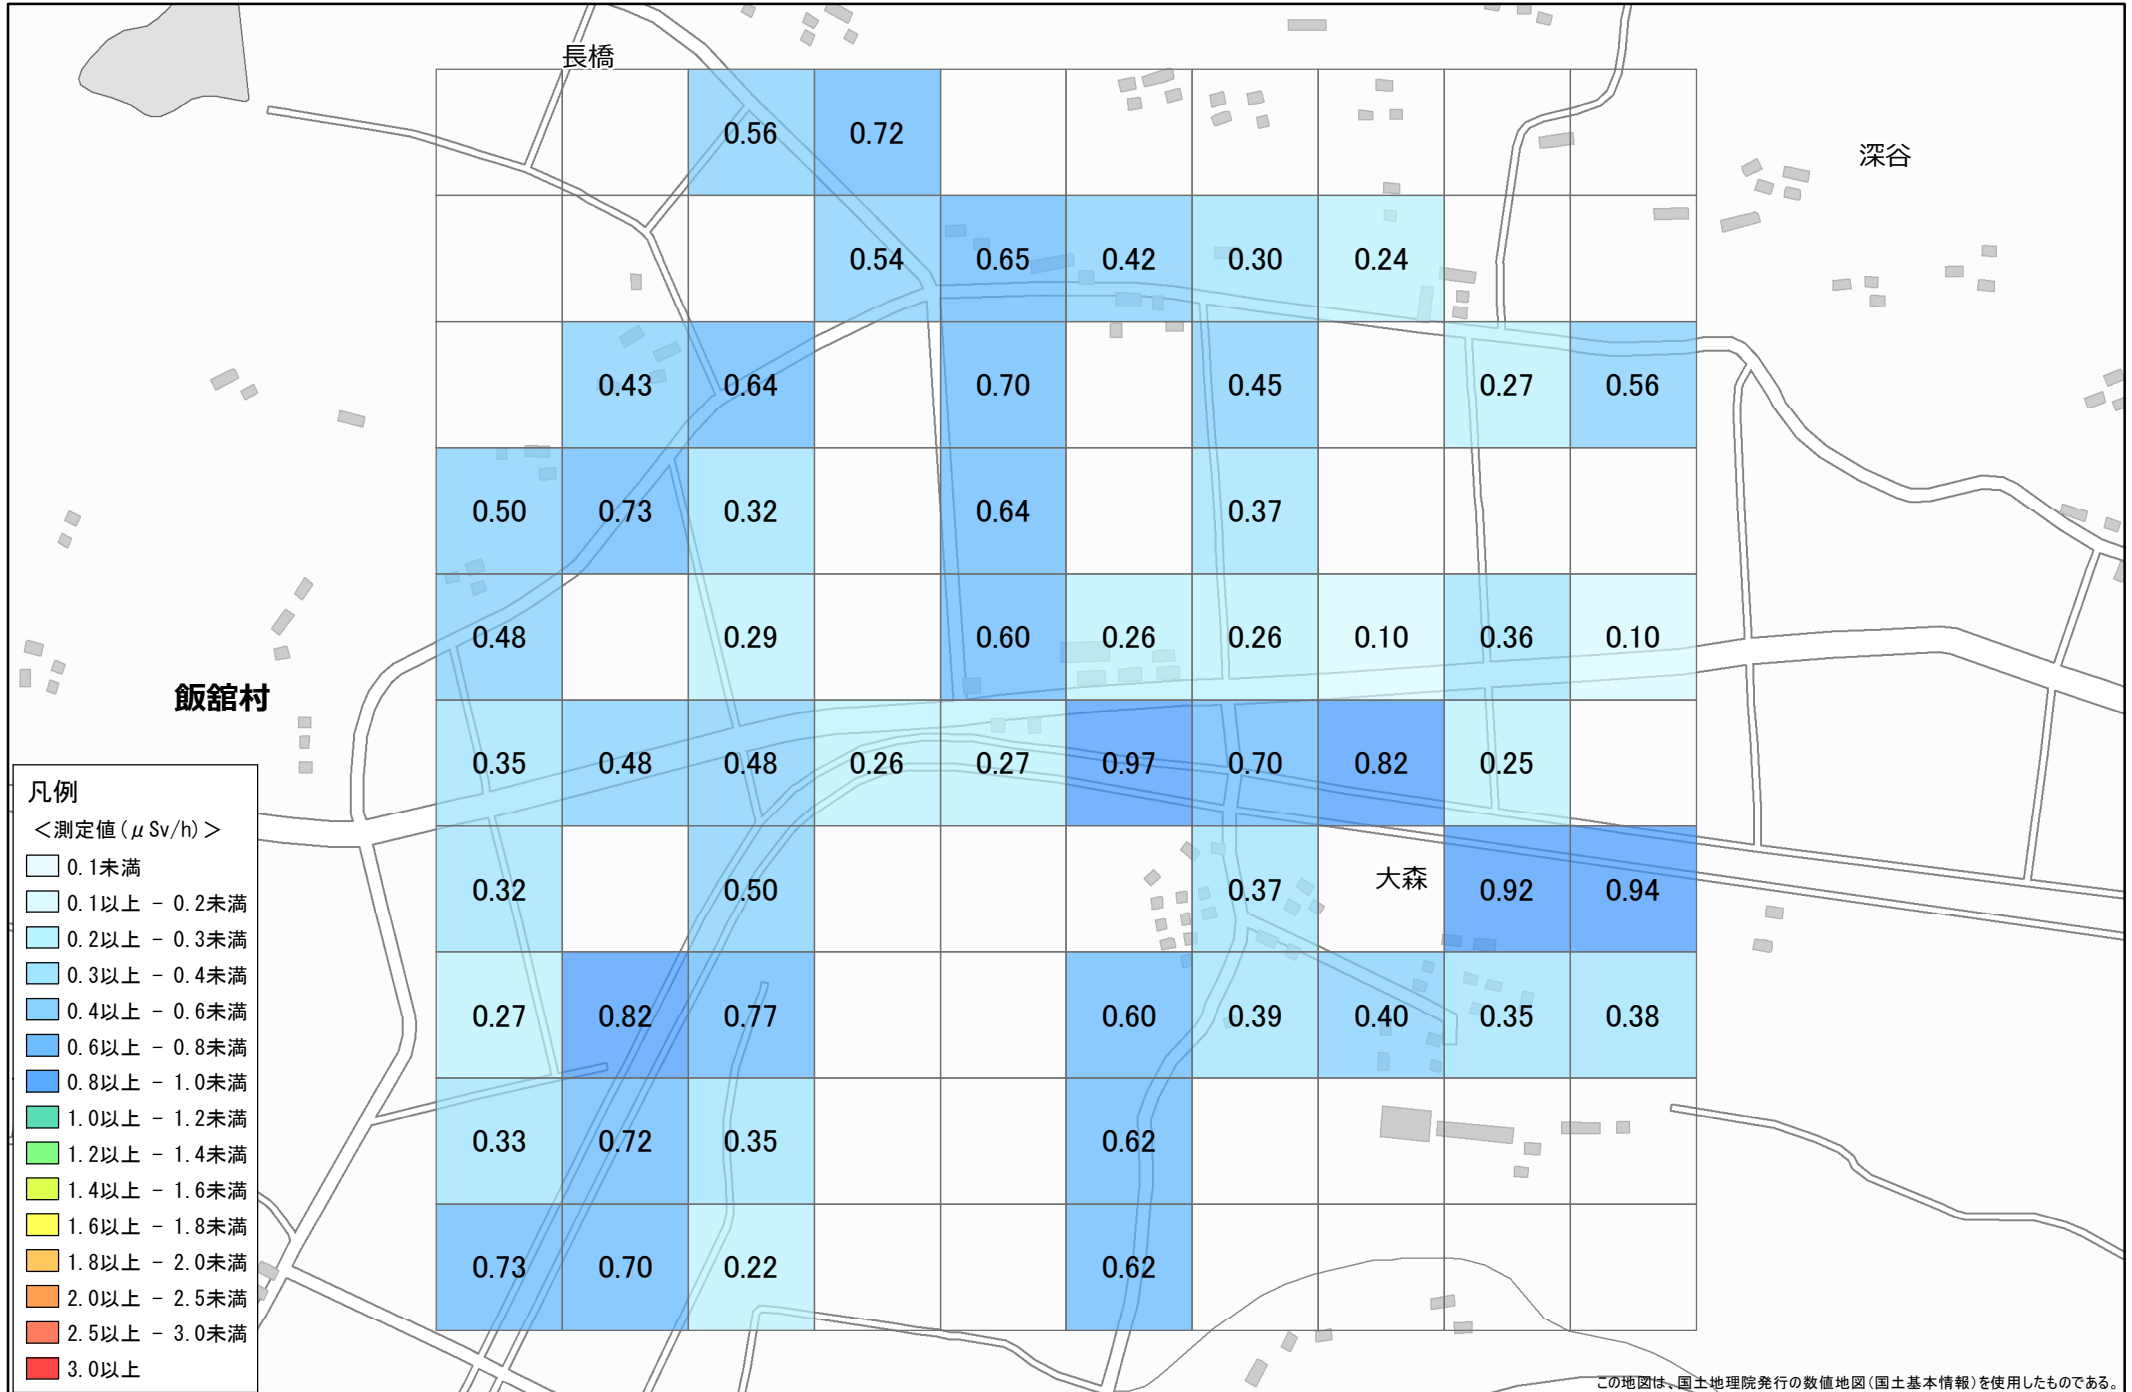 長橋
0.56 0.72
深谷
0.54 0.65 0.42 0.30 0.24
0.43 0.64 0.70 0.45 0.27 0.56
0.50 0.73 0.32 0.64 0.37
0.48 0.29 0.60 0.26 0.26 0.10 0.36 0.10
飯舘村
0.35 0.48 0.48 0.26 0.27 0.97 0.70 0.82 0.25
大森
0.32 0.50 0.37 0.92 0.94
0.27 0.82 0.77 0.60 0.39 0.40 0.35 0.38
0.33 0.72 0.35 0.62
0.73 0.70 0.22 0.62
凡例
＜測定値(μSv/h)＞
0.1未満
0.1以上 − 0.2未満
0.2以上 − 0.3未満
0.3以上 − 0.4未満
0.4以上 − 0.6未満
0.6以上 − 0.8未満
0.8以上 − 1.0未満
1.0以上 − 1.2未満
1.2以上 − 1.4未満
1.4以上 − 1.6未満
1.6以上 − 1.8未満
1.8以上 − 2.0未満
2.0以上 − 2.5未満
2.5以上 − 3.0未満
3.0以上
この地図は、国土地理院発行の数値地図(国土基本情報)を使用したものである。